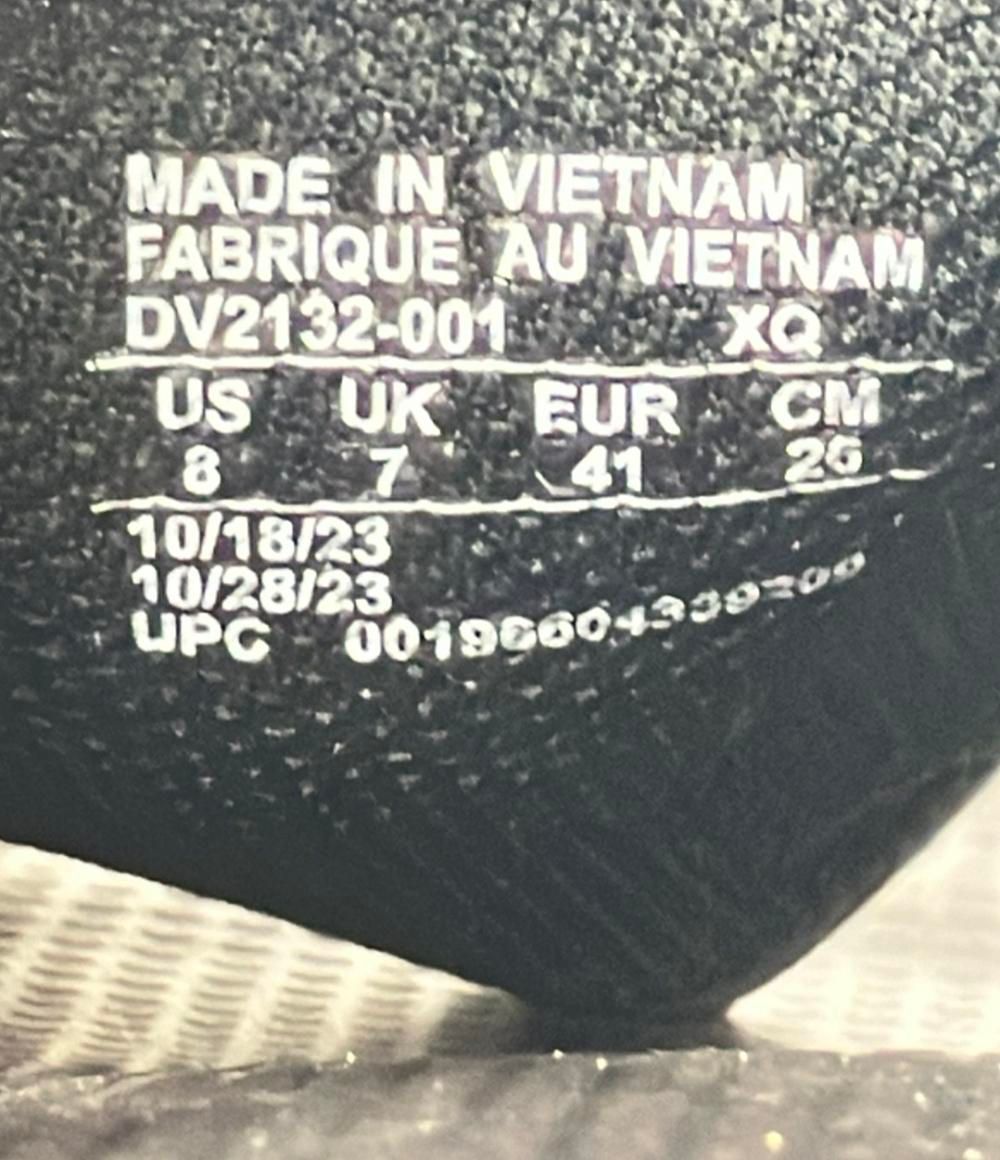 MADE IN VIETNAM
FABRIQUE AU VIETNAM
DV2132-001 XQ
US UK EUR CM
8 7 41 26
10/18/23
10/28/23
UPC